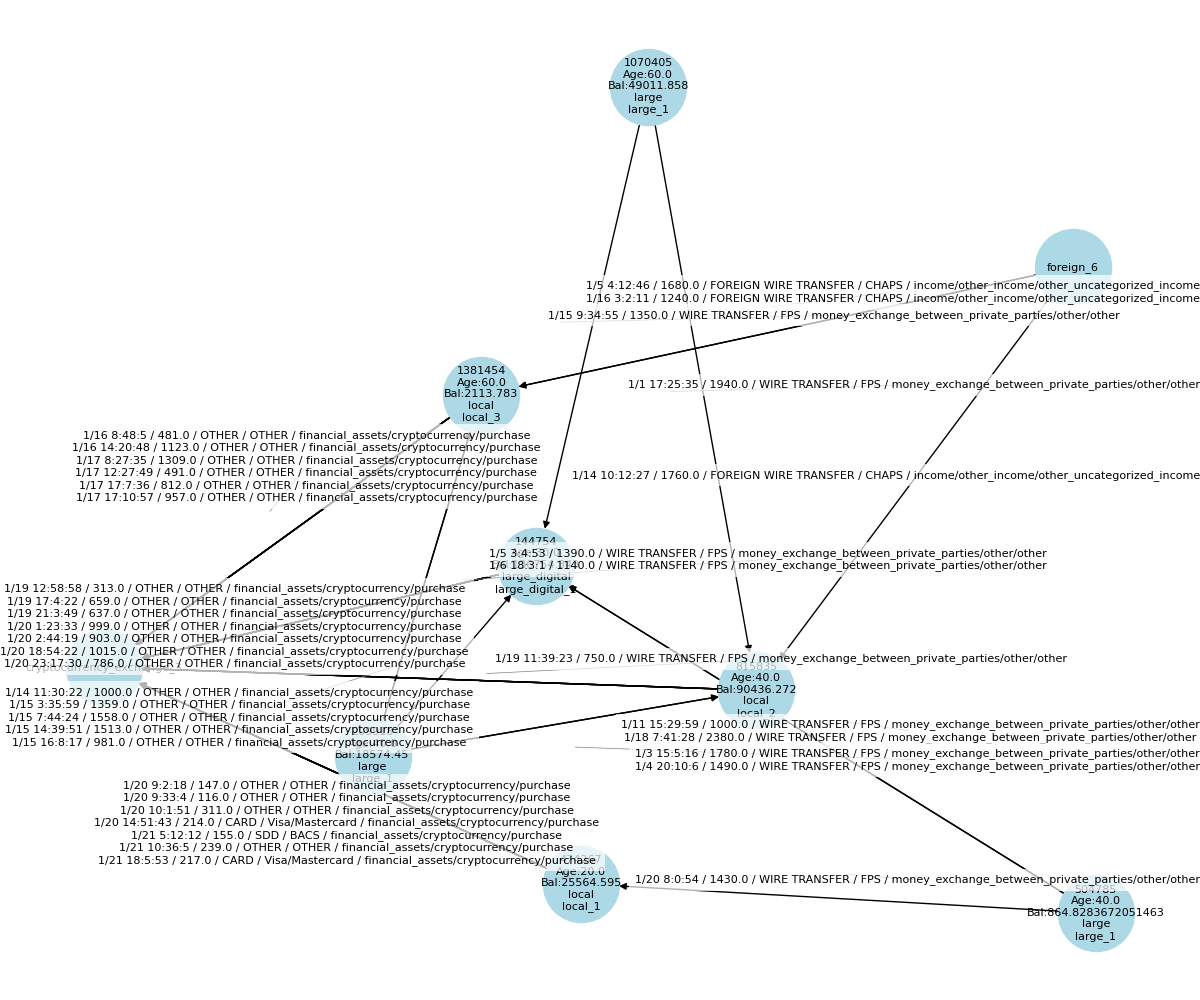 1070405
Age:60.0
Bal:49011.858
large
large_1
foreign_6
1/5 4:12:46 / 1680.0 / FOREIGN WIRE TRANSFER / CHAPS / income/other_income/other_uncategorized_income
1/16 3:2:11 / 1240.0 / FOREIGN WIRE TRANSFER / CHAPS / income/other_income/other_uncategorized_income
1/15 9:34:55 / 1350.0 / WIRE TRANSFER / FPS / money_exchange_between_private_parties/other/other
1381454
Age:60.0
Bal:2113.783
local
local_3
1/1 17:25:35 / 1940.0 / WIRE TRANSFER / FPS / money_exchange_between_private_parties/other/other
1/16 8:48:5 / 481.0 / OTHER / OTHER / financial_assets/cryptocurrency/purchase
1/16 14:20:48 / 1123.0 / OTHER / OTHER / financial_assets/cryptocurrency/purchase
1/17 8:27:35 / 1309.0 / OTHER / OTHER / financial_assets/cryptocurrency/purchase
1/17 12:27:49 / 491.0 / OTHER / OTHER / financial_assets/cryptocurrency/purchase
1/17 17:7:36 / 812.0 / OTHER / OTHER / financial_assets/cryptocurrency/purchase
1/17 17:10:57 / 957.0 / OTHER / OTHER / financial_assets/cryptocurrency/purchase
1/14 10:12:27 / 1760.0 / FOREIGN WIRE TRANSFER / CHAPS / income/other_income/other_uncategorized_income
144754
1/5 3:4:53 / 1390.0 / WIRE TRANSFER / FPS / money_exchange_between_private_parties/other/other
1/6 18:3:1 / 1140.0 / WIRE TRANSFER / FPS / money_exchange_between_private_parties/other/other
large_digital
large_digital_1
1/19 12:58:58 / 313.0 / OTHER / OTHER / financial_assets/cryptocurrency/purchase
1/19 17:4:22 / 659.0 / OTHER / OTHER / financial_assets/cryptocurrency/purchase
1/19 21:3:49 / 637.0 / OTHER / OTHER / financial_assets/cryptocurrency/purchase
1/20 1:23:33 / 999.0 / OTHER / OTHER / financial_assets/cryptocurrency/purchase
1/20 2:44:19 / 903.0 / OTHER / OTHER / financial_assets/cryptocurrency/purchase
1/20 18:54:22 / 1015.0 / OTHER / OTHER / financial_assets/cryptocurrency/purchase
1/20 23:17:30 / 786.0 / OTHER / OTHER / financial_assets/cryptocurrency/purchase
1/19 11:39:23 / 750.0 / WIRE TRANSFER / FPS / money_exchange_between_private_parties/other/other
815835
Age:40.0
Bal:90436.272
local
local_2
1/14 11:30:22 / 1000.0 / OTHER / OTHER / financial_assets/cryptocurrency/purchase
1/15 3:35:59 / 1359.0 / OTHER / OTHER / financial_assets/cryptocurrency/purchase
1/15 7:44:24 / 1558.0 / OTHER / OTHER / financial_assets/cryptocurrency/purchase
1/15 14:39:51 / 1513.0 / OTHER / OTHER / financial_assets/cryptocurrency/purchase
1/15 16:8:17 / 981.0 / OTHER / OTHER / financial_assets/cryptocurrency/purchase
Bal:18574.45
large
large_1
1/11 15:29:59 / 1000.0 / WIRE TRANSFER / FPS / money_exchange_between_private_parties/other/other
1/18 7:41:28 / 2380.0 / WIRE TRANSFER / FPS / money_exchange_between_private_parties/other/other
1/3 15:5:16 / 1780.0 / WIRE TRANSFER / FPS / money_exchange_between_private_parties/other/other
1/4 20:10:6 / 1490.0 / WIRE TRANSFER / FPS / money_exchange_between_private_parties/other/other
1/20 9:2:18 / 147.0 / OTHER / OTHER / financial_assets/cryptocurrency/purchase
1/20 9:33:4 / 116.0 / OTHER / OTHER / financial_assets/cryptocurrency/purchase
1/20 10:1:51 / 311.0 / OTHER / OTHER / financial_assets/cryptocurrency/purchase
1/20 14:51:43 / 214.0 / CARD / Visa/Mastercard / financial_assets/cryptocurrency/purchase
1/21 5:12:12 / 155.0 / SDD / BACS / financial_assets/cryptocurrency/purchase
1/21 10:36:5 / 239.0 / OTHER / OTHER / financial_assets/cryptocurrency/purchase
1/21 18:5:53 / 217.0 / CARD / Visa/Mastercard / financial_assets/cryptocurrency/purchase
Age:20.0
Bal:25564.595
local
local_1
1/20 8:0:54 / 1430.0 / WIRE TRANSFER / FPS / money_exchange_between_private_parties/other/other
504785
Age:40.0
Bal:864.8283672051463
large
large_1